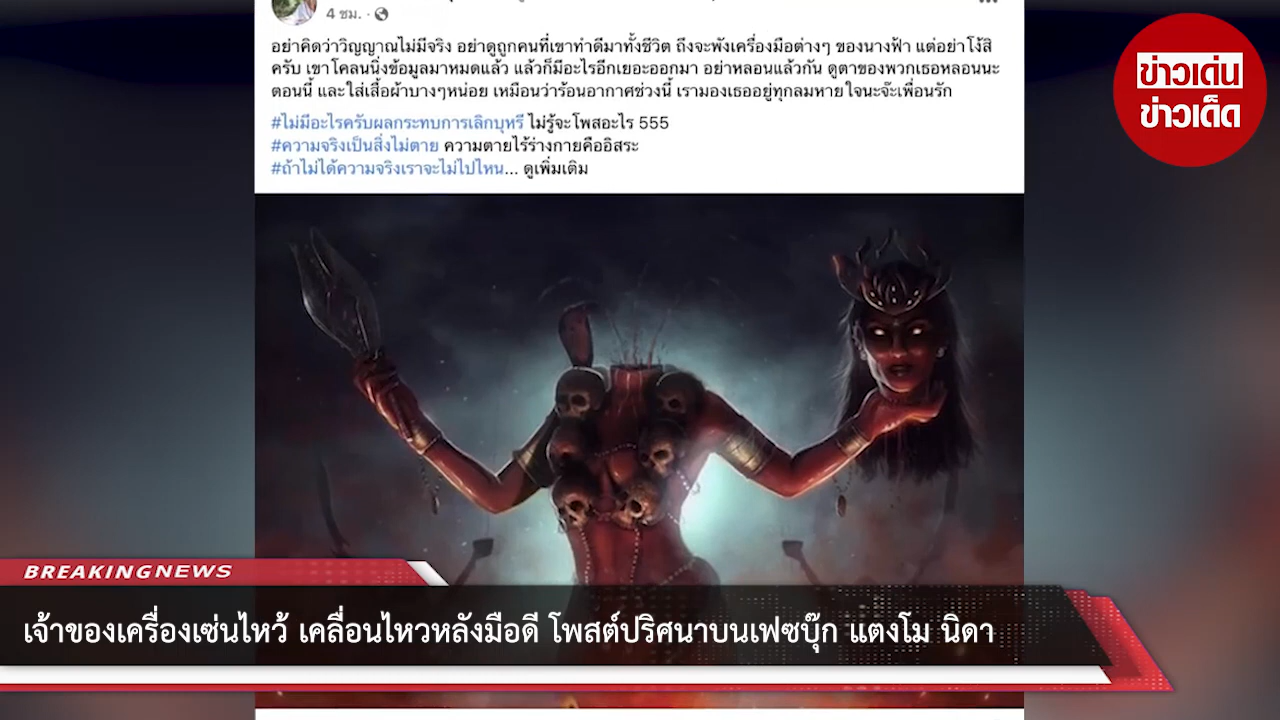 4 ชม.
อย่าคิดว่าวิญญาณไม่มีจริง อย่าดูถูกคนที่เขาทำดีมาทั้งชีวิต ถึงจะพังเครื่องมือต่างๆ ของนางฟ้า แต่อย่าโง้สิ
ครับ เขาโคลนนิ่งข้อมูลมาหมดแล้ว แล้วก็มีอะไรอีกเยอะออกมา อย่าหลอนแล้วกัน ดูตาของพวกเธอหลอนนะ
ตอนนี้ และใส่เสื้อผ้าบางๆหน่อย เหมือนว่าร้อนอากาศช่วงนี้ เรามองเธออยู่ทุกลมหายใจนะจ๊ะเพื่อนรัก
#ไม่มีอะไรครับผลกระทบการเลิกบุหรี่ ไม่รู้จะโพสอะไร 555
#ความจริงเป็นสิ่งไม่ตาย ความตายไร้ร่างกายคืออิสระ
#ถ้าไม่ได้ความจริงเราจะไม่ไปไหน... ดูเพิ่มเติม
ข่าวเด่น
ข่าวเด็ด
BREAKINGNEWS
เจ้าของเครื่องเซ่นไหว้ เคลื่อนไหวหลังมือดี โพสต์ปริศนาบนเฟซบุ๊ก แตงโม นิดา